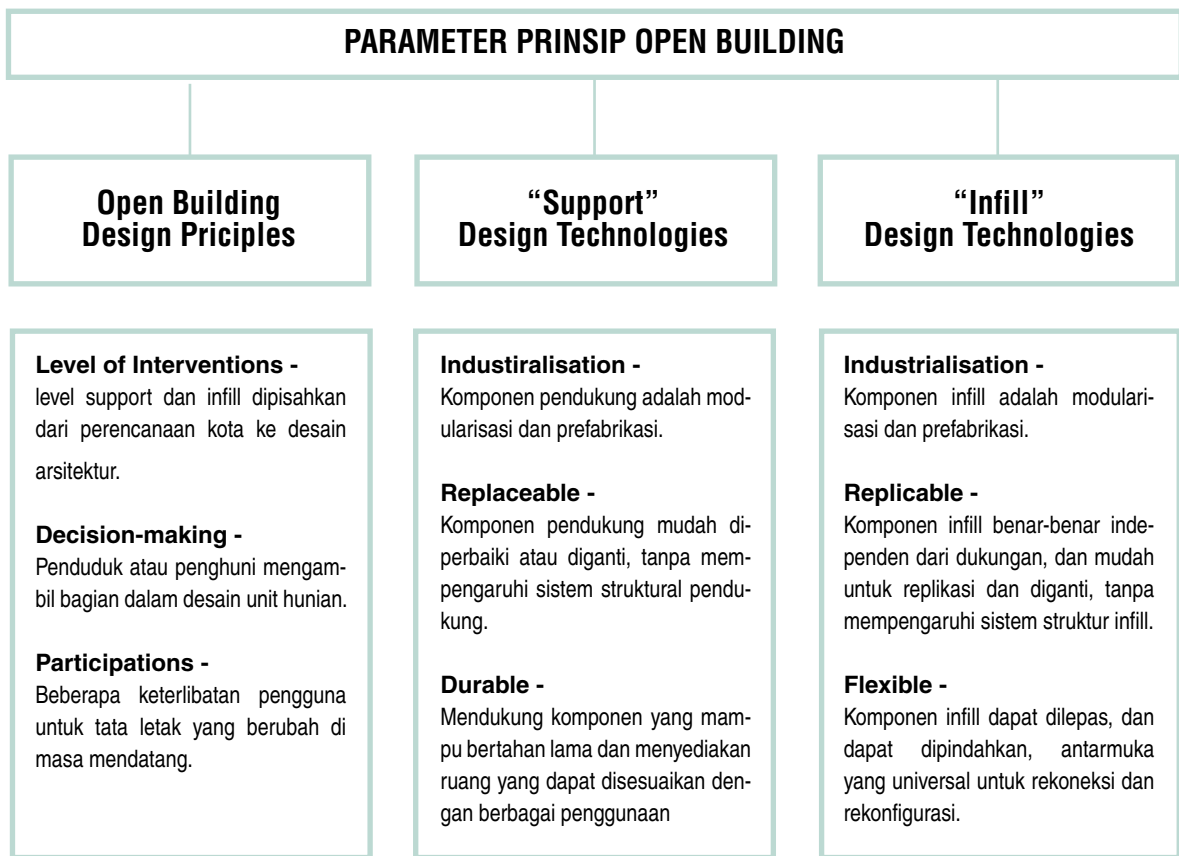 PARAMETER PRINSIP OPEN BUILDING
Open Building
Design Priciples
Level of Interventions -
level support dan infill dipisahkan
dari perencanaan kota ke desain
arsitektur.
Decision-making -
Penduduk atau penghuni mengam-
bil bagian dalam desain unit hunian.
Participations -
Beberapa keterlibatan pengguna
untuk tata letak yang berubah di
masa mendatang.
“Support”
Design Technologies
Industiralisation -
Komponen pendukung adalah mod-
ularisasi dan prefabrikasi.
Replaceable -
Komponen pendukung mudah di-
perbaiki atau diganti, tanpa mem-
pengaruhi sistem struktural pendu-
kung.
Durable -
Mendukung komponen yang mam-
pu bertahan lama dan menyediakan
ruang yang dapat disesuaikan den-
gan berbagai penggunaan
“Infill”
Design Technologies
Industrialisation -
Komponen infill adalah modulari-
sasi dan prefabrikasi.
Replicable -
Komponen infill benar-benar inde-
penden dari dukungan, dan mudah
untuk replikasi dan diganti, tanpa
mempengaruhi sistem struktur infill.
Flexible -
Komponen infill dapat dilepas, dan
dapat dipindahkan, antarmuka
yang universal untuk rekoneksi dan
rekonfigurasi.